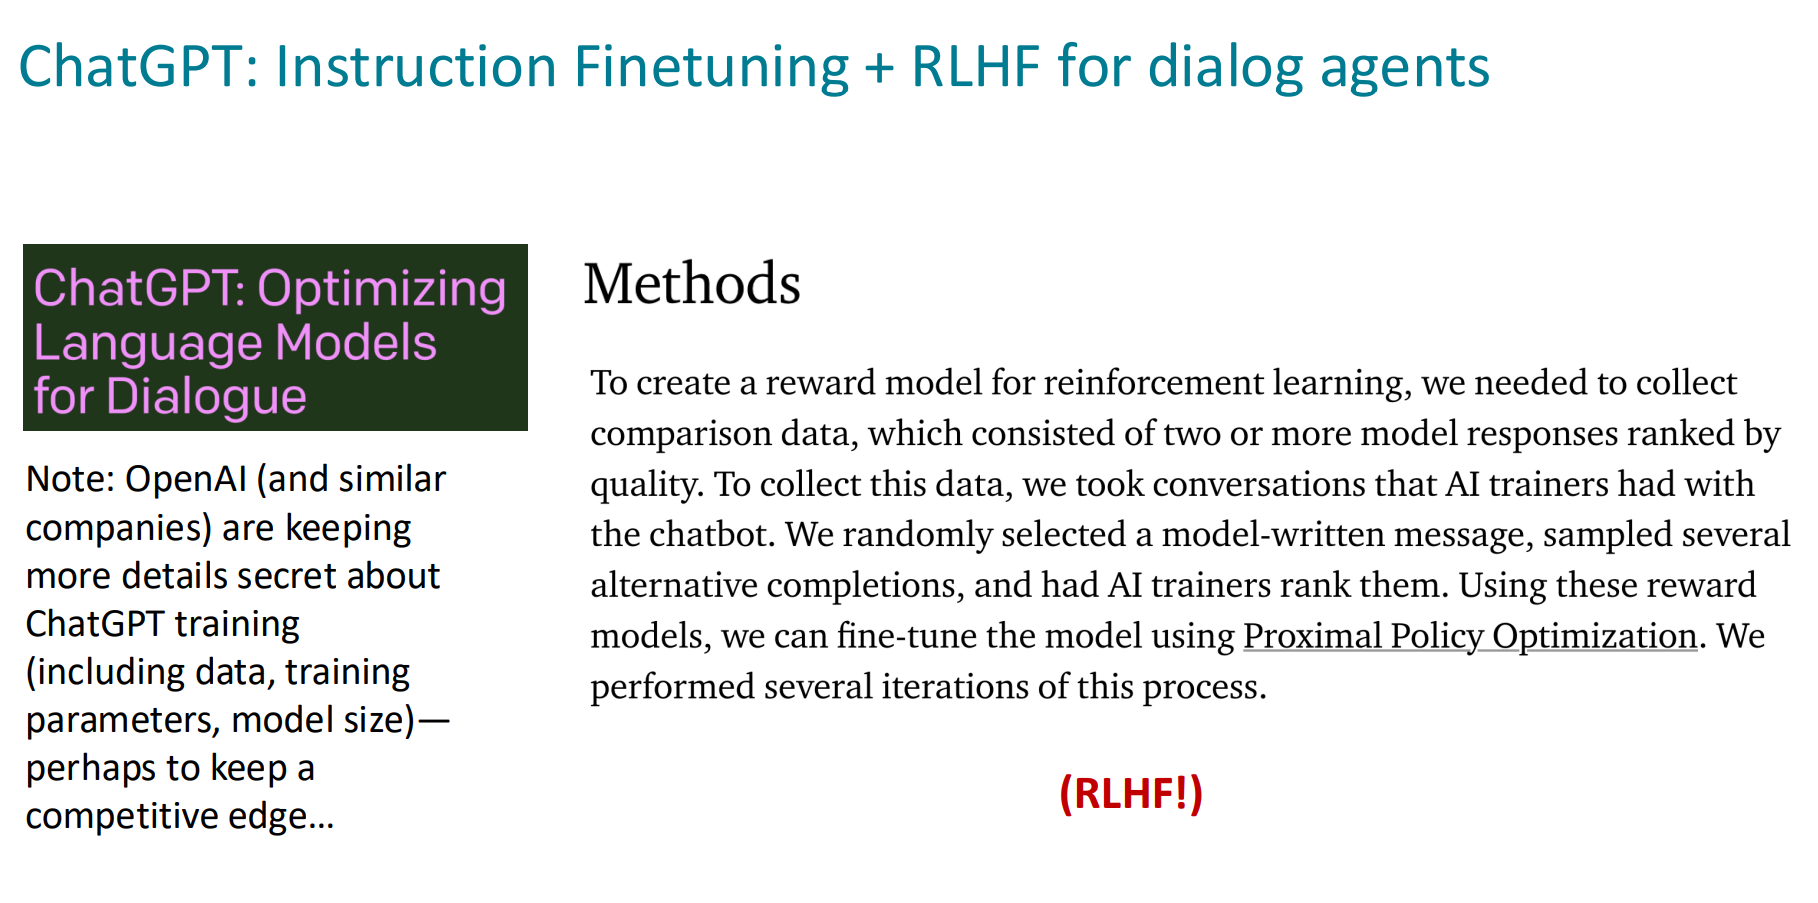 ChatGPT: Instruction Finetuning + RLHF for dialog agents
ChatGPT: Optimizing
Language Models
for Dialogue
Note: OpenAI (and similar
companies) are keeping
more details secret about
ChatGPT training
(including data, training
parameters, model size)—
perhaps to keep a
competitive edge…
Methods
To create a reward model for reinforcement learning, we needed to collect
comparison data, which consisted of two or more model responses ranked by
quality. To collect this data, we took conversations that AI trainers had with
the chatbot. We randomly selected a model-written message, sampled several
alternative completions, and had AI trainers rank them. Using these reward
models, we can fine-tune the model using Proximal Policy Optimization. We
performed several iterations of this process.
(RLHF!)